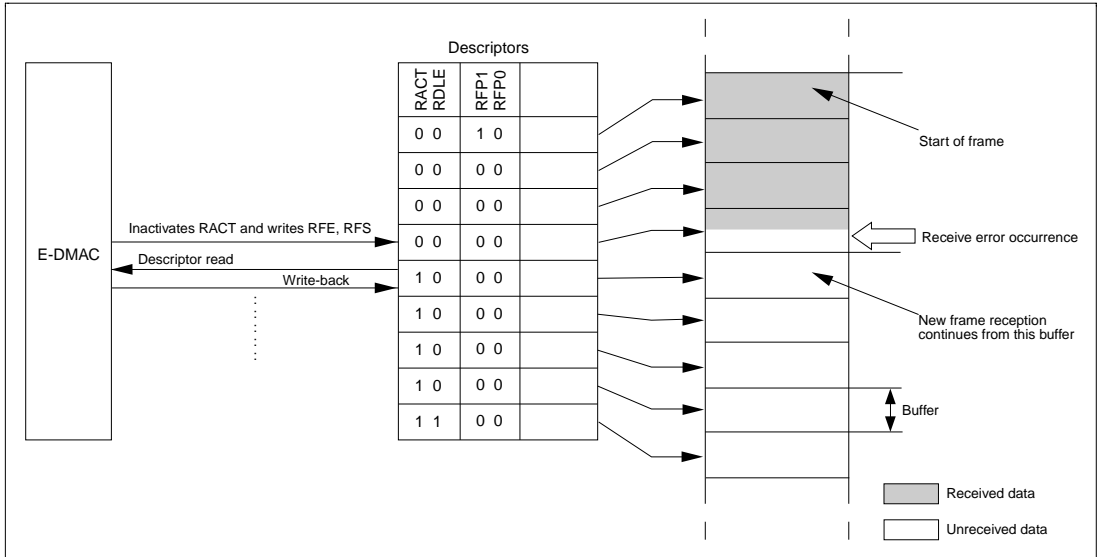 Descriptors
RACT
RDLE
RFP1
RFP0
0 0 1 0
0 0 0 0
0 0 0 0
0 0 0 0
1 0 0 0
1 0 0 0
1 0 0 0
1 0 0 0
1 1 0 0
E-DMAC
Inactivates RACT and writes RFE, RFS
Descriptor read
Write-back
Start of frame
Receive error occurrence
New frame reception
continues from this buffer
Buffer
Received data
Unreceived data